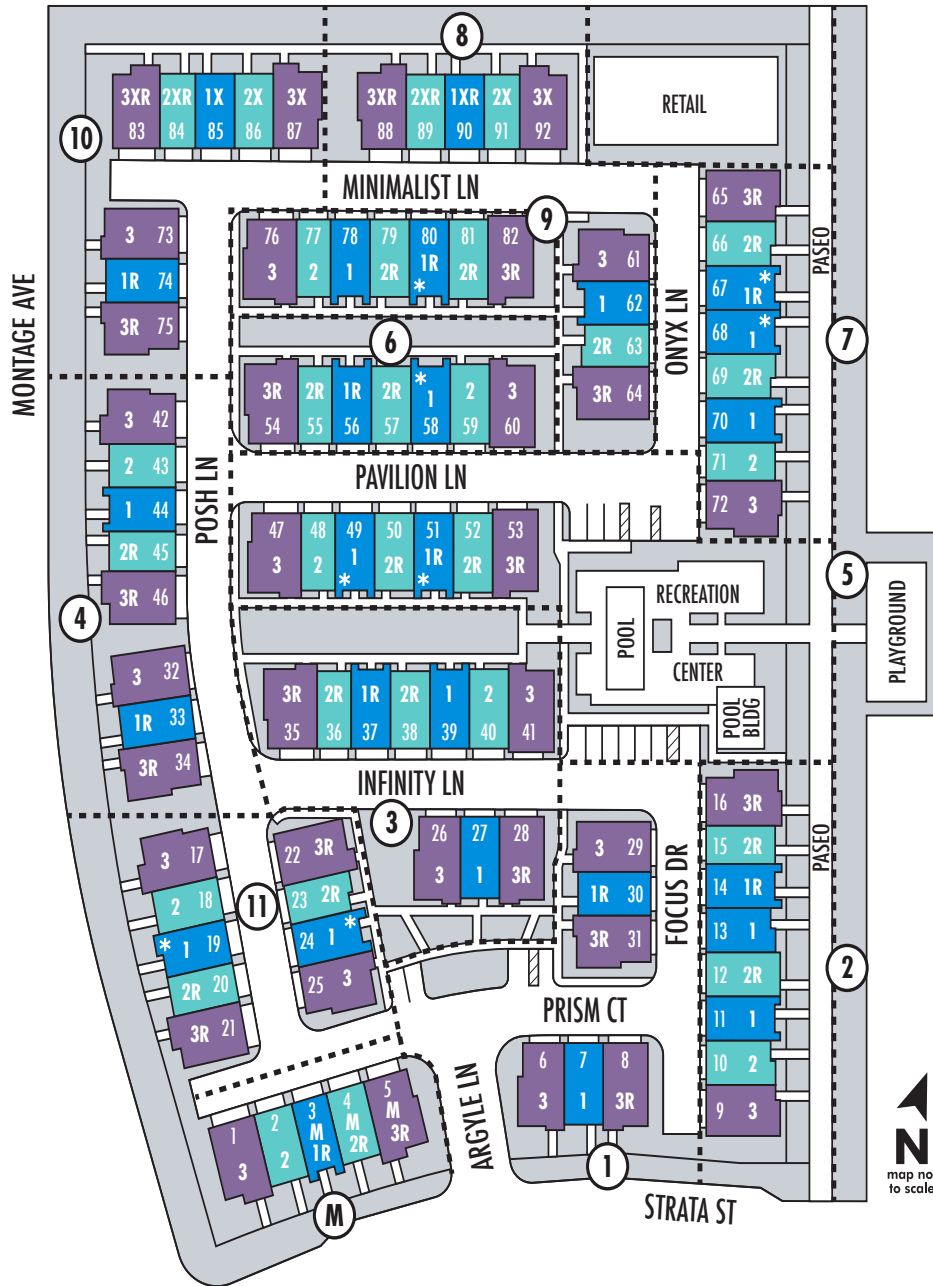 8
3XR 2XR 1X 2X 3X
83 84 85 86 87
3XR 2XR 1XR 2X 3X
88 89 90 91 92
RETAIL
10
MINIMALIST LN
65 3R
66 2R
67 1R *
68 1 *
69 2R
70 1
71 2
72 3
PASEO
7
3 73
1R 74
3R 75
76 77 78 79 80 81 82
3 2 1 2R 1R * 2R 3R
9
3 61
1 62
2R 63
3R 64
ONYX LN
MONTAGE AVE
6
3R 2R 1R 2R * 1 2 3
54 55 56 57 58 59 60
3 42
2 43
1 44
2R 45
3R 46
POSH LN
PAVILION LN
47 48 49 50 51 52 53
3 2 1 * 2R 1R * 2R 3R
4
5
RECREATION
CENTER
POOL
POOL
BLDG
PLAYGROUND
3 32
1R 33
3R 34
3R 2R 1R 2R 1 2 3
35 36 37 38 39 40 41
INFINITY LN
3
26 27 28
3 1 3R
3 29
1R 30
3R 31
FOCUS DR
16 3R
15 2R
14 1R
13 1
12 2R
11 1
10 2
9 3
PASEO
2
3 17
2 18
* 1 19
2R 20
3R 21
11
22 3R
23 2R
24 1 *
25 3
PRISM CT
6 7 8
3 1 3R
1
ARGYLE LN
1 2 3 4 5
M M M
3 2 1R 2R 3R
M
STRATA ST
N
map no
to scale